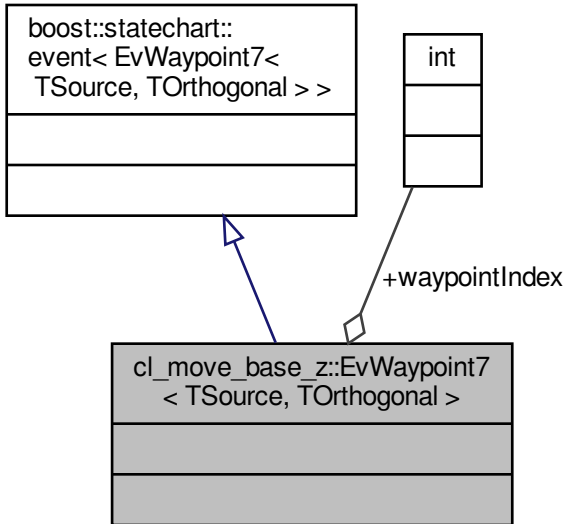 boost::statechart::
event< EvWaypoint7<
TSource, TOrthogonal > >
int
+waypointIndex
cl_move_base_z::EvWaypoint7
< TSource, TOrthogonal >